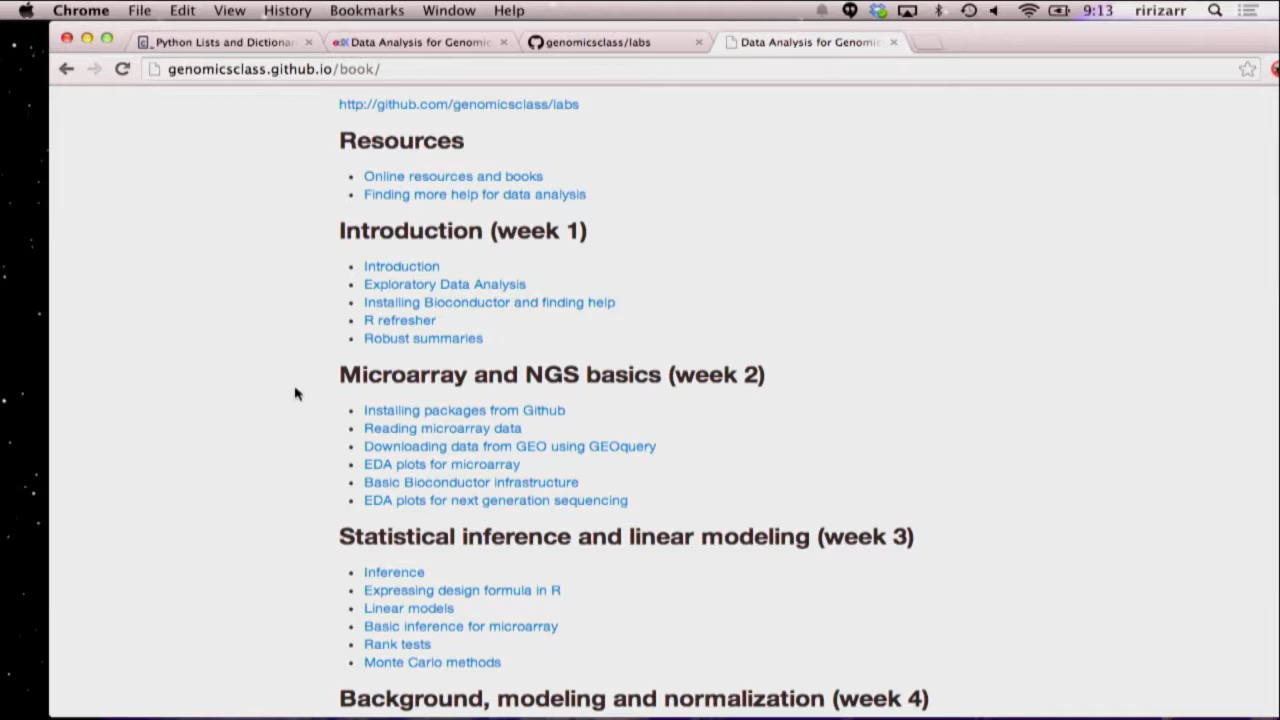 Chrome File Edit View History Bookmarks Window Help 9:13 ririzarr
Python Lists and Dictionar Data Analysis for Genomic genomicsclass/labs Data Analysis for Genomic
genomicsclass.github.io/book/
http://github.com/genomicsclass/labs
Resources
• Online resources and books
• Finding more help for data analysis
Introduction (week 1)
• Introduction
• Exploratory Data Analysis
• Installing Bioconductor and finding help
• R refresher
• Robust summaries
Microarray and NGS basics (week 2)
• Installing packages from Github
• Reading microarray data
• Downloading data from GEO using GEOquery
• EDA plots for microarray
• Basic Bioconductor infrastructure
• EDA plots for next generation sequencing
Statistical inference and linear modeling (week 3)
• Inference
• Expressing design formula in R
• Linear models
• Basic inference for microarray
• Rank tests
• Monte Carlo methods
Background, modeling and normalization (week 4)